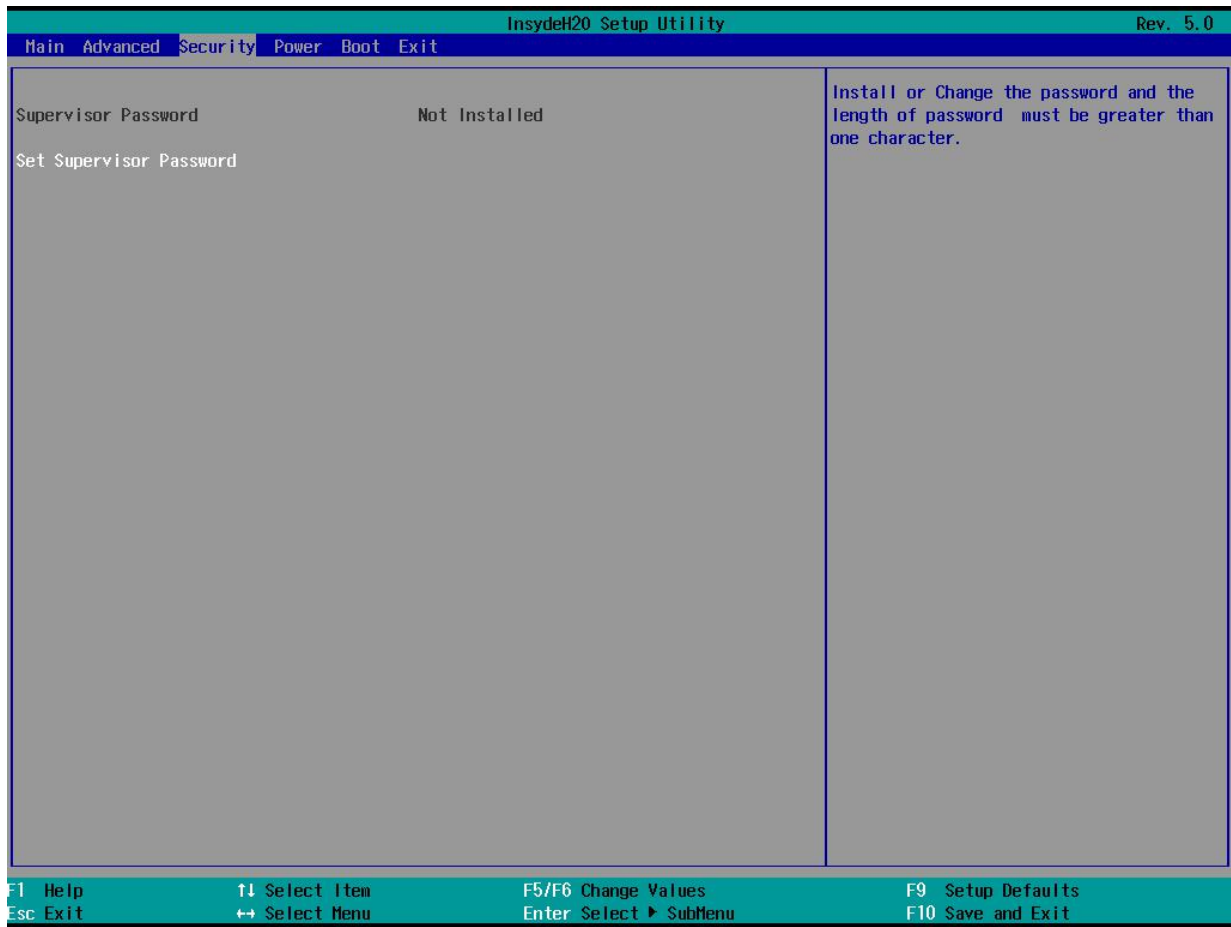 InsydeH20 Setup Utility Rev. 5.0
Main Advanced Security Power Boot Exit
Supervisor Password Not Installed
Set Supervisor Password
Install or Change the password and the
length of password must be greater than
one character.
F1 Help ↑↓ Select Item F5/F6 Change Values F9 Setup Defaults
Esc Exit ↔ Select Menu Enter Select ▶ SubMenu F10 Save and Exit